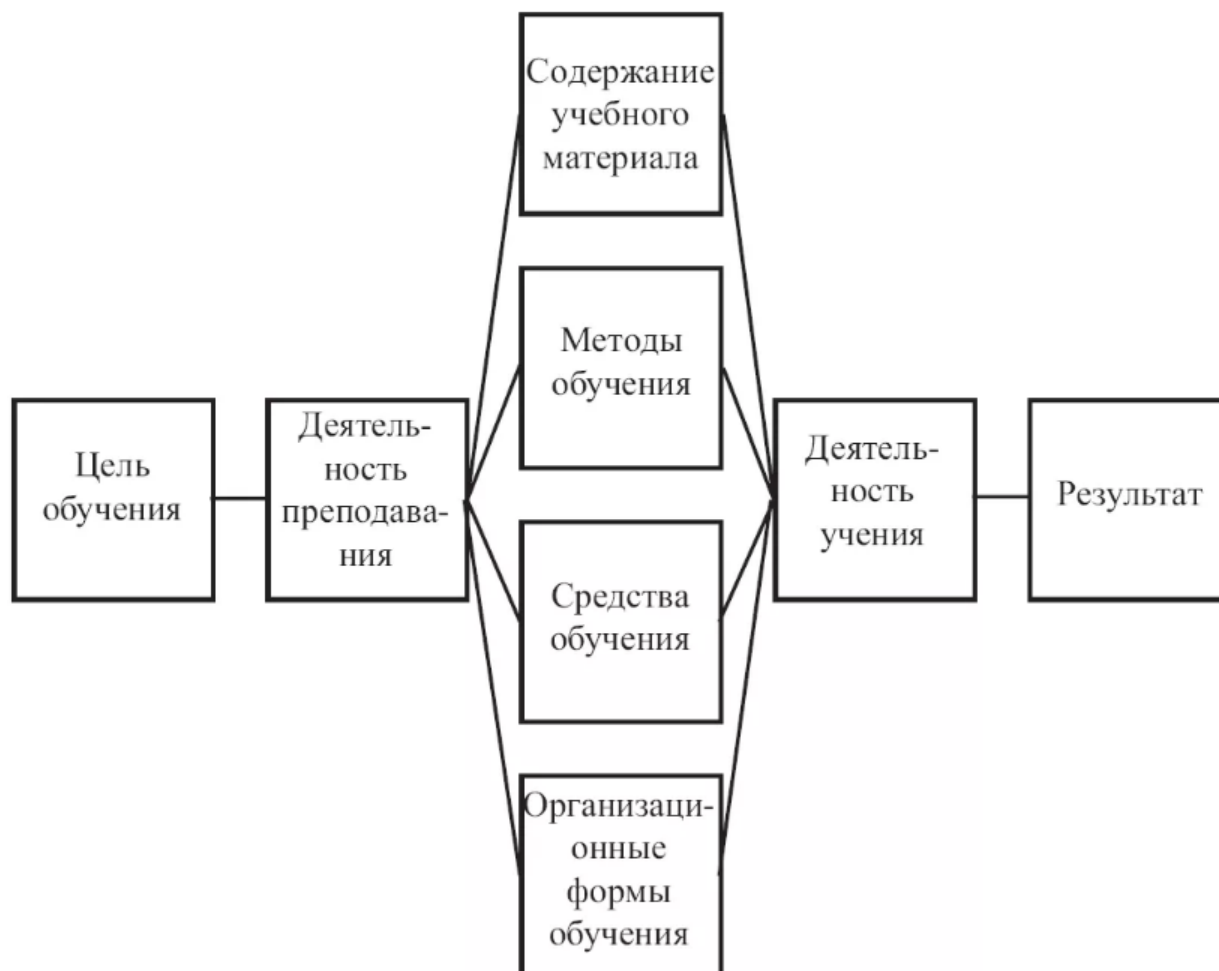 Содержание
учебного
материала
Методы
обучения
Цель
обучения
Деятель-
ность
преподава-
ния
Деятель-
ность
учения
Результат
Средства
обучения
Организаци-
онные
формы
обучения